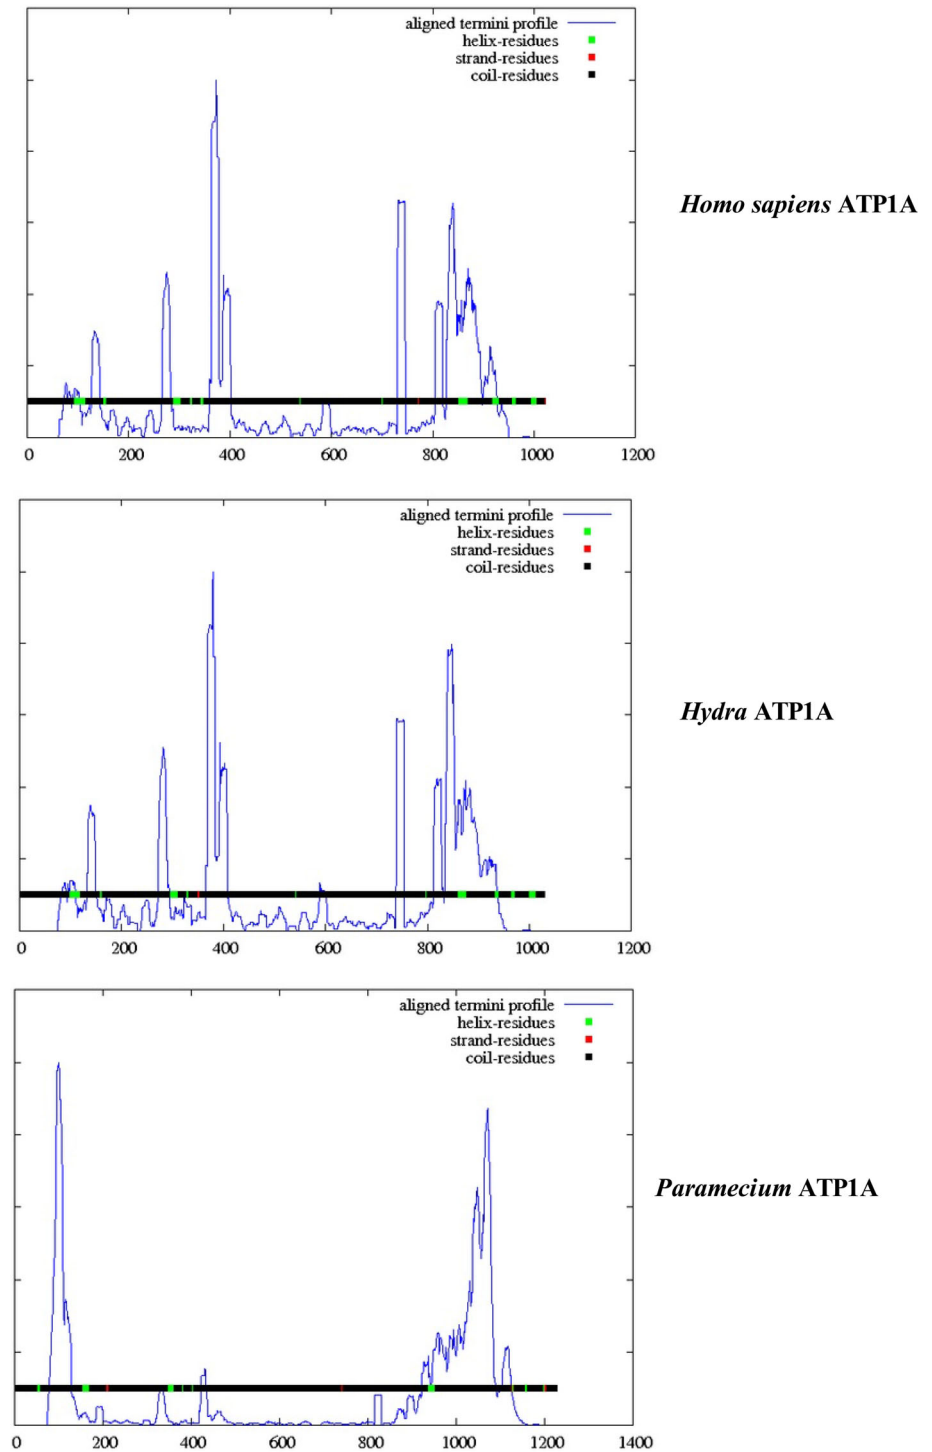 aligned termini profile
helix-residues
strand-residues
coil-residues
Homo sapiens ATP1A
0 200 400 600 800 1000 1200
aligned termini profile
helix-residues
strand-residues
coil-residues
Hydra ATP1A
0 200 400 600 800 1000 1200
aligned termini profile
helix-residues
strand-residues
coil-residues
Paramecium ATP1A
0 200 400 600 800 1000 1200 1400